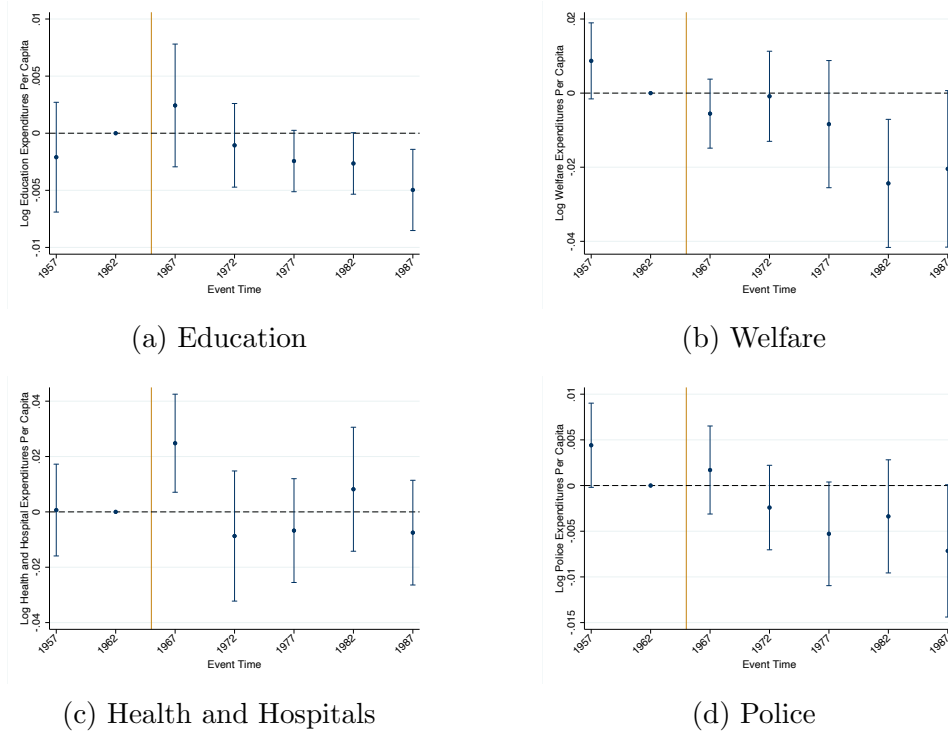 Log Education Expenditures Per Capita
.01
.005
0
-.005
-.01
1957 1962 1967 1972 1977 1982 1987
Event Time
(a) Education
Log Welfare Expenditures Per Capita
.02
0
-.02
-.04
1957 1962 1967 1972 1977 1982 1987
Event Time
(b) Welfare
Log Health and Hospital Expenditures Per Capita
.04
.02
0
-.02
-.04
1957 1962 1967 1972 1977 1982 1987
Event Time
(c) Health and Hospitals
Log Police Expenditures Per Capita
.01
.005
0
-.005
-.01
-.015
1957 1962 1967 1972 1977 1982 1987
Event Time
(d) Police